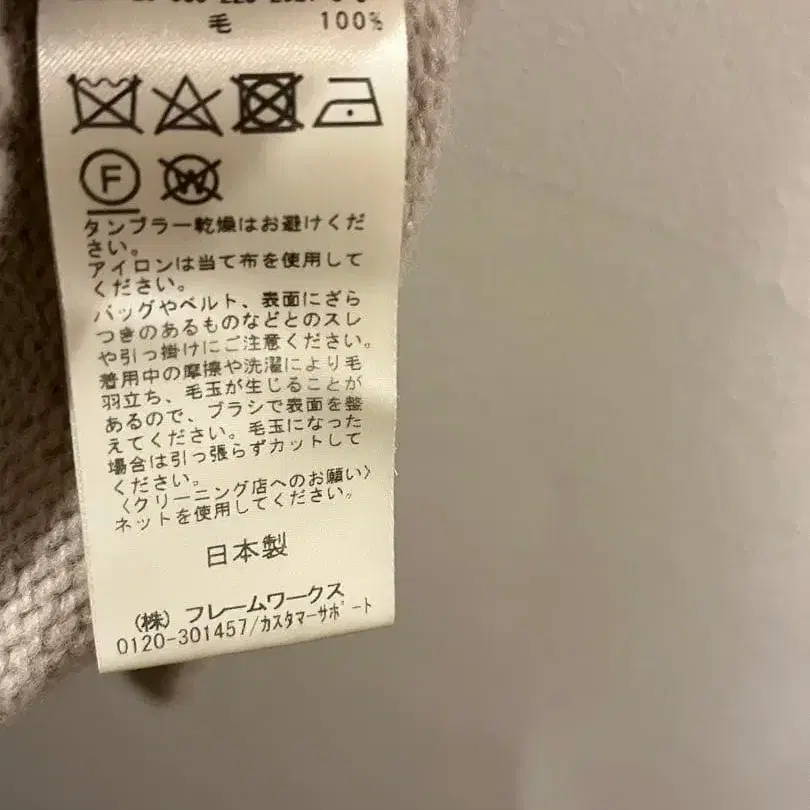 毛 100%
F W
タンブラー乾燥はお避けくだ
さい。
アイロンは当て布を使用して
ください。
バッグやベルト、表面にざら
つきのあるものなどとのスレ
や引っ掛けにご注意ください。
着用中の摩擦や洗濯により毛
羽立ち、毛玉が生じることが
あるので、ブラシで表面を整
えてください。毛玉になった
場合は引っ張らずカットして
ください。
〈クリーニング店へのお願い〉
ネットを使用してください。
日本製
(株) フレームワークス
0120-301457/カスタマーサポート